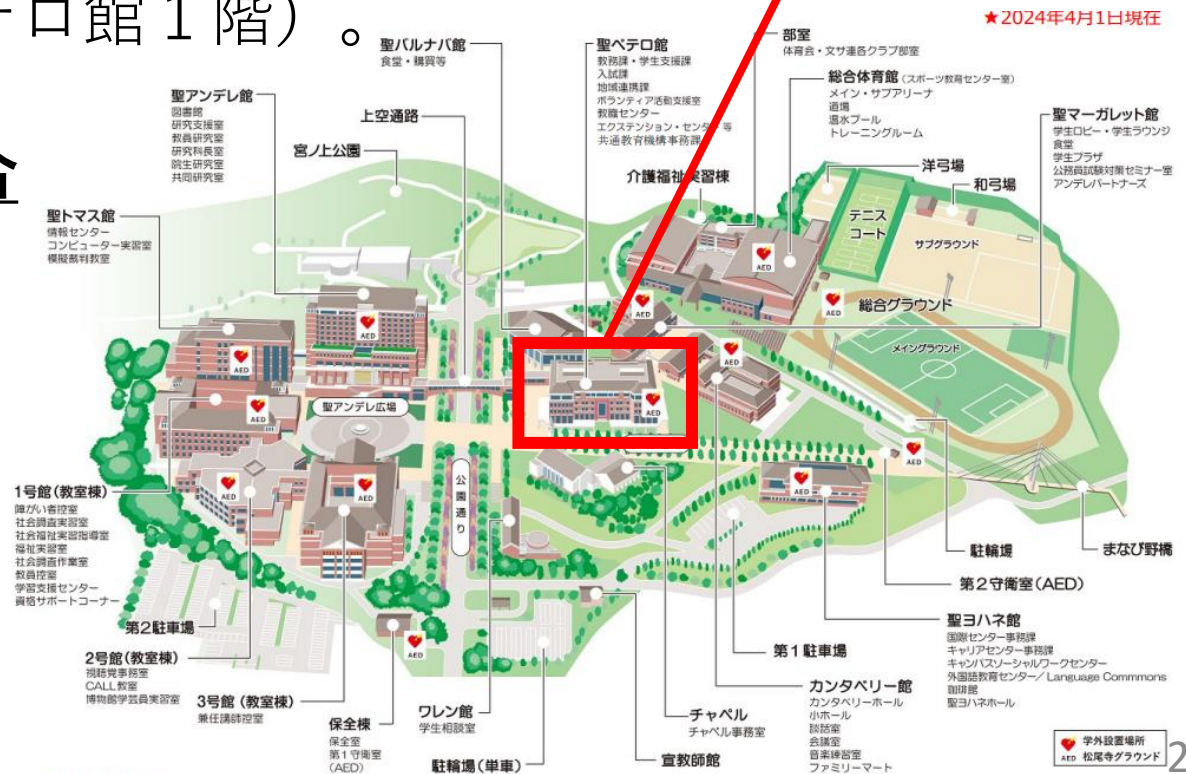 ロ館１階）。
★2024年4月1日現在
聖バルナバ館
食堂・購買等
聖ペテロ館
教務課・学生支援課
入試課
地域連携課
ボランティア活動支援室
教職センター
エクステンション・センター 等
共通教育機構事務課
部室
体育会・文サ連各クラブ部室
総合体育館（スポーツ教育センター室）
メイン・サブアリーナ
道場
温水プール
トレーニングルーム
聖マーガレット館
学生ロビー・学生ラウンジ
食堂
学生プラザ
公務員試験対策セミナー室
アンデレパートナーズ
聖アンデレ館
図書館
研究支援室
教員研究室
研究科長室
院生研究室
共同研究室
上空通路
宮ノ上公園
介護福祉実習棟
洋弓場
和弓場
聖トマス館
情報センター
コンピューター実習室
模擬裁判教室
テニス
コート
サブグラウンド
AED
AED
AED
総合グラウンド
メイングラウンド
AED
AED
AED
AED
AED
AED
聖アンデレ広場
AED
AED
AED
AED
公園通り
1号館（教室棟）
障がい者控室
社会調査実習室
社会福祉実習指導室
福祉実習室
社会調査作業室
教員控室
学習支援センター
資格サポートコーナー
駐輪場
まなび野橋
第2守衛室（AED）
第2駐車場
AED
2号館（教室棟）
視聴覚事務室
CALL教室
博物館学芸員実習室
3号館（教室棟）
兼任講師控室
保全棟
保全室
第1守衛室
（AED）
ワレン館
学生相談室
駐輪場（単車）
宣教師館
チャペル
チャペル事務室
第1駐車場
カンタベリー館
カンタベリーホール
小ホール
談話室
会議室
音楽練習室
ファミリーマート
聖ヨハネ館
国際センター事務課
キャリアセンター事務課
キャンパスソーシャルワークセンター
外国語教育センター/ Language Commmons
珈琲館
聖ヨハネホール
AED 学外設置場所
松尾寺グラウンド
2